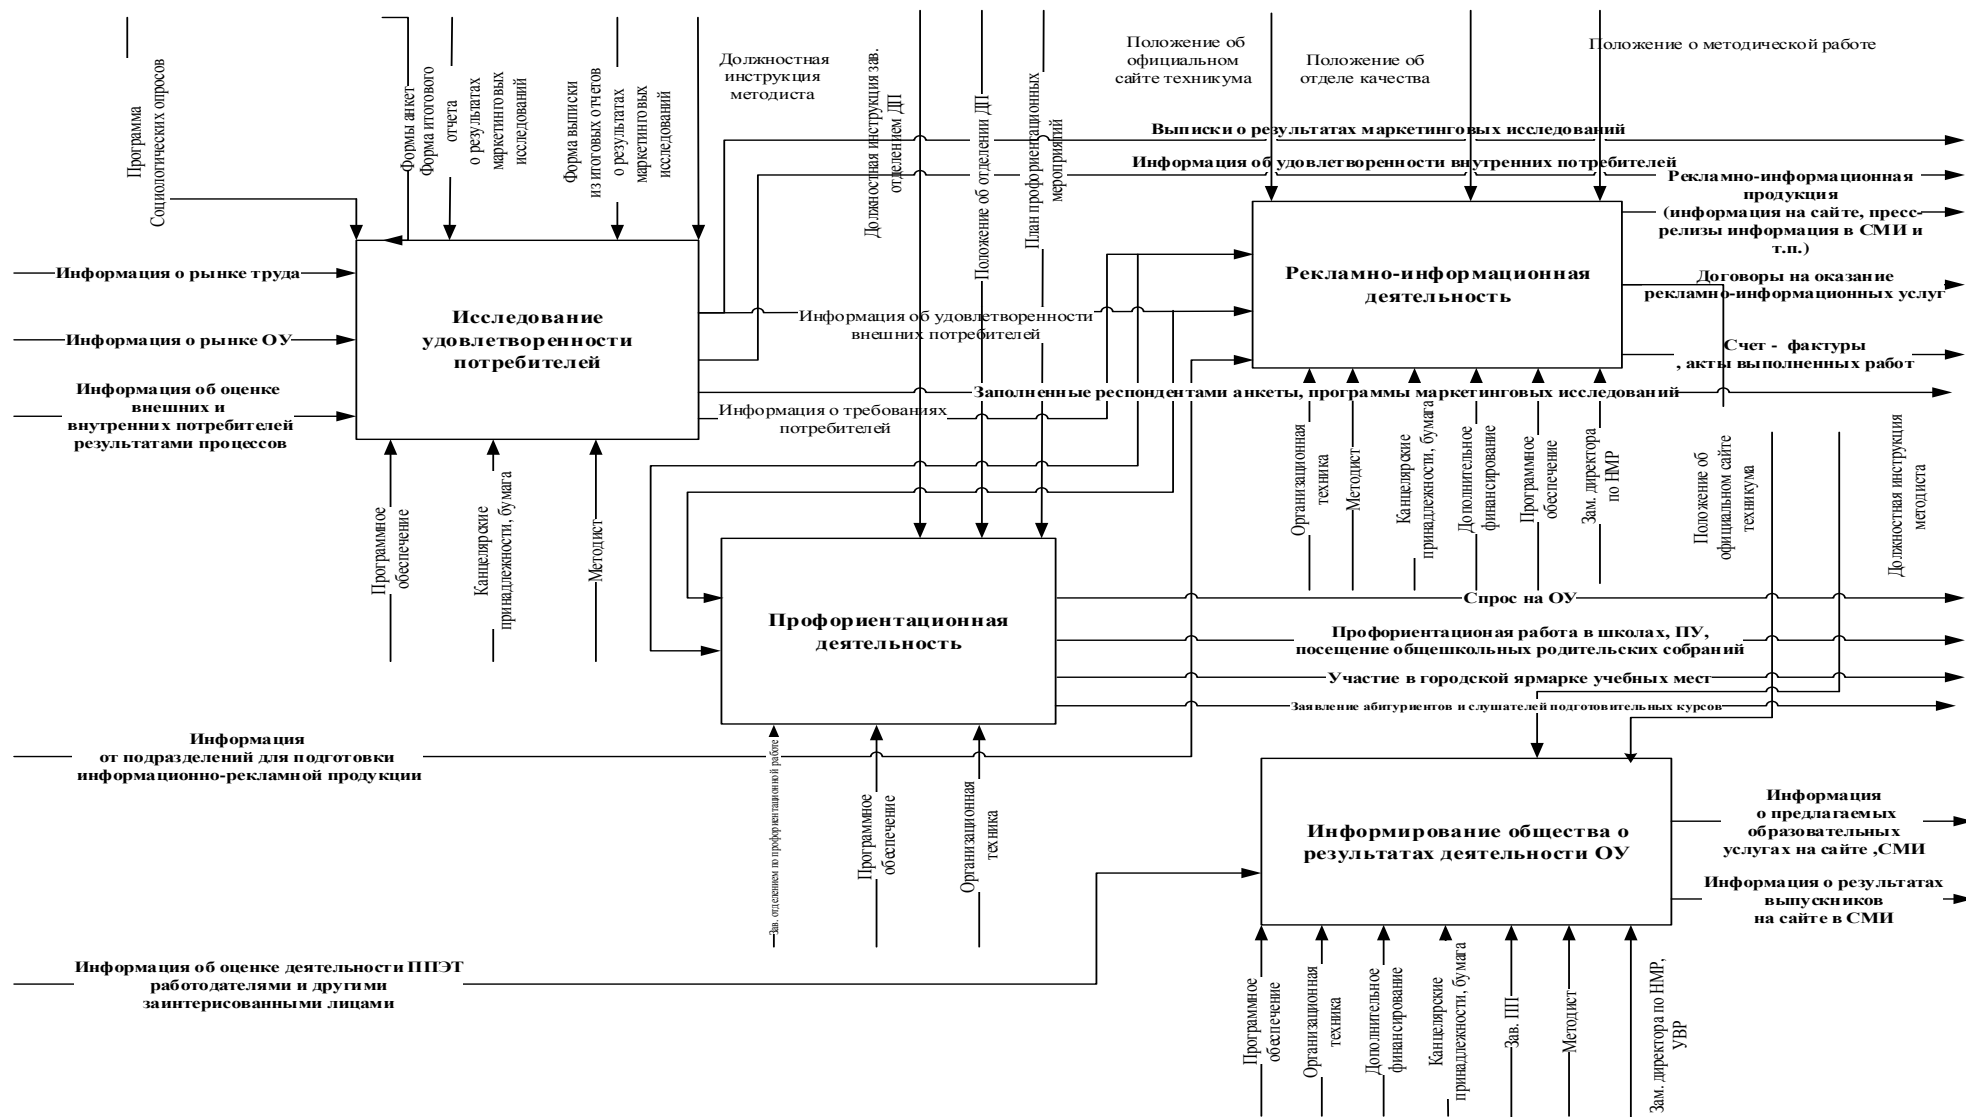 Программа
Социологических опросов
Формы анкет
Форма итогового
отчета
о результатах
маркетинговых
исследований
Форма выписки
из итоговых отчетов
о результатах
маркетинговых
исследований
Должностная
инструкция
методиста
Должностная инструкция зав.
отделением ДП
Положение об отделении ДП
План профориентационных
мероприятий
Положение об
официальном
сайте техникума
Положение об
отделе качества
Положение о методической работе
Выписки о результатах маркетинговых исследований
Информация об удовлетворенности внутренних потребителей
Рекламно-информационная
продукция
(информация на сайте, пресс-
релизы информация в СМИ и
т.п.)
Информация о рынке труда
Информация о рынке ОУ
Информация об оценке
внешних и
внутренних потребителей
результатами процессов
Исследование
удовлетворенности
потребителей
Информация об удовлетворенности
внешних потребителей
Рекламно-информационная
деятельность
Договоры на оказание
рекламно-информационных услуг
Счет - фактуры
, акты выполненных работ
Заполненные респондентами анкеты, программы маркетинговых исследований
Информация о требованиях
потребителей
Программное
обеспечение
Канцелярские
принадлежности, бумага
Методист
Организационная
техника
Методист
Канцелярские
принадлежности, бумага
Дополнительное
финансирование
Программное
обеспечение
Зам. директора
по НМР
Положение об
официальном сайте
техникума
Должностная инструкция
методиста
Профориентационная
деятельность
Спрос на ОУ
Профориентационая работа в школах, ПУ,
посещение общешкольных родительских собраний
Участие в городской ярмарке учебных мест
Заявление абитуриентов и слушателей подготовительных курсов
Информация
от подразделений для подготовки
информационно-рекламной продукции
Зав. отделением по профориентационной работе
Программное
обеспечение
Организационная
техника
Информирование общества о
результатах деятельности ОУ
Информация
о предлагаемых
образовательных
услугах на сайте ,СМИ
Информация о результатах
выпускников
на сайте в СМИ
Информация об оценке деятельности ППЭТ
работодателями и другими
заинтерисованными лицами
Программное
обеспечение
Организационная
техника
Дополнительное
финансирование
Канцелярские
принадлежности, бумага
Зав. ПП
Методист
Зам. директора по НМР,
УВР